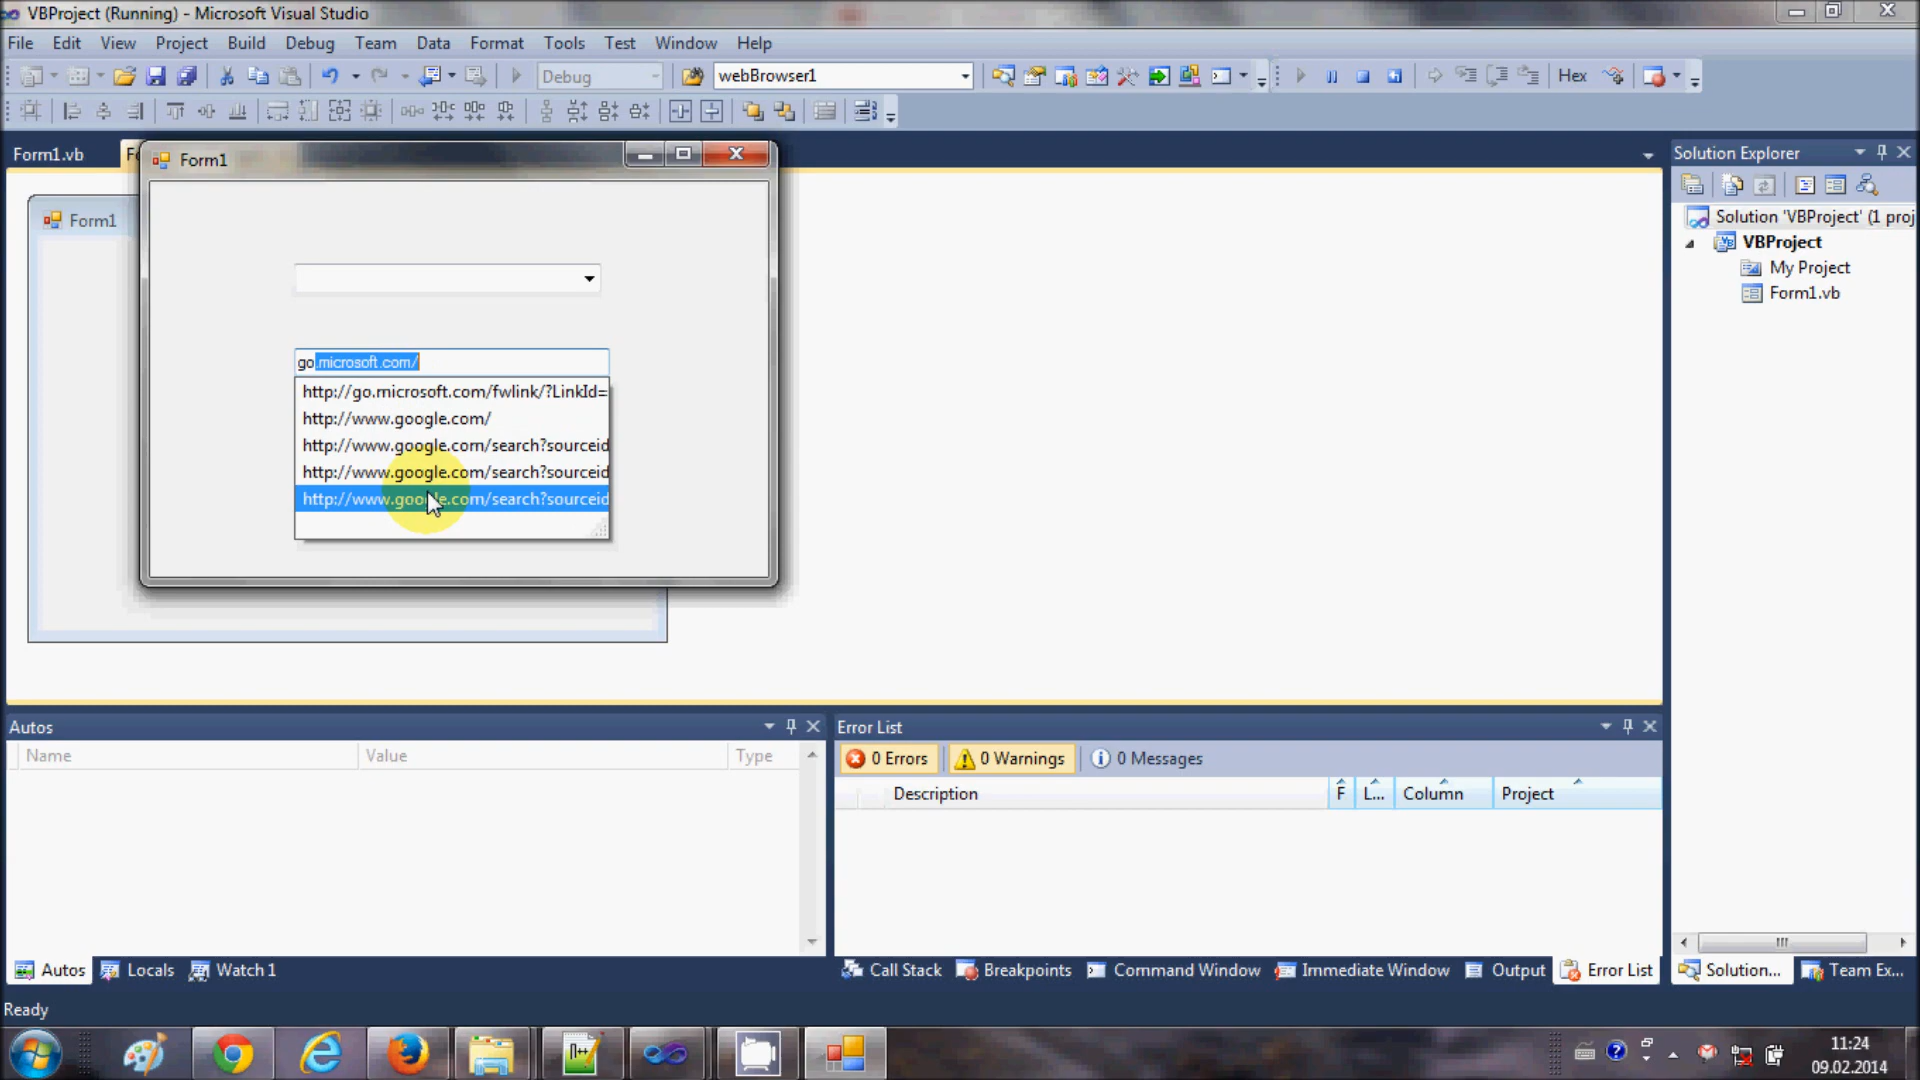 VBProject (Running) - Microsoft Visual Studio
File Edit View Project Build Debug Team Data Format Tools Test Window Help
Debug webBrowser1 Hex
Form1.vb
Form1
Form1
go.microsoft.com/
http://go.microsoft.com/fwlink/?LinkId=
http://www.google.com/
http://www.google.com/search?sourceid
http://www.google.com/search?sourceid
http://www.google.com/search?sourceid
Solution Explorer
Solution 'VBProject' (1 proj
VBProject
My Project
Form1.vb
Autos
Name Value Type
Error List
0 Errors 0 Warnings 0 Messages
Description F L... Column Project
Autos Locals Watch 1
Call Stack Breakpoints Command Window Immediate Window Output Error List
Solution... Team Ex...
Ready
11:24
09.02.2014